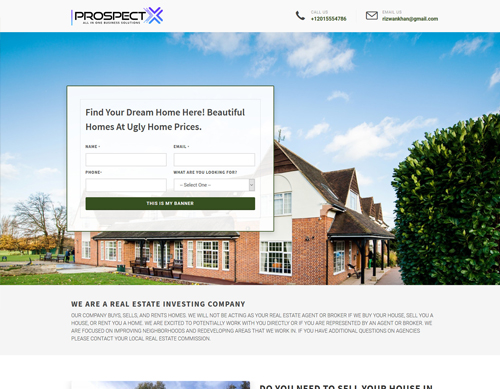 PROSPECTX
ALL IN ONE BUSINESS SOLUTIONS
CALL US
+12015554786
EMAIL US
rizwankhan@gmail.com
Find Your Dream Home Here! Beautiful
Homes At Ugly Home Prices.
NAME *
EMAIL *
PHONE*
WHAT ARE YOU LOOKING FOR?
-- Select One --
THIS IS MY BANNER
WE ARE A REAL ESTATE INVESTING COMPANY
OUR COMPANY BUYS, SELLS, AND RENTS HOMES. WE WILL NOT BE ACTING AS YOUR REAL ESTATE AGENT OR BROKER IF WE BUY YOUR HOUSE, SELL YOU A
HOUSE, OR RENT YOU A HOME. WE ARE EXCITED TO POTENTIALLY WORK WITH YOU DIRECTLY OR IF YOU ARE REPRESENTED BY AN AGENT OR BROKER. WE
ARE FOCUSED ON IMPROVING NEIGHBORHOODS AND REDEVELOPING AREAS THAT WE WORK IN. IF YOU HAVE ADDITIONAL QUESTIONS ON AGENCIES
PLEASE CONTACT YOUR LOCAL REAL ESTATE COMMISSION.
DO YOU NEED TO SELL YOUR HOUSE IN